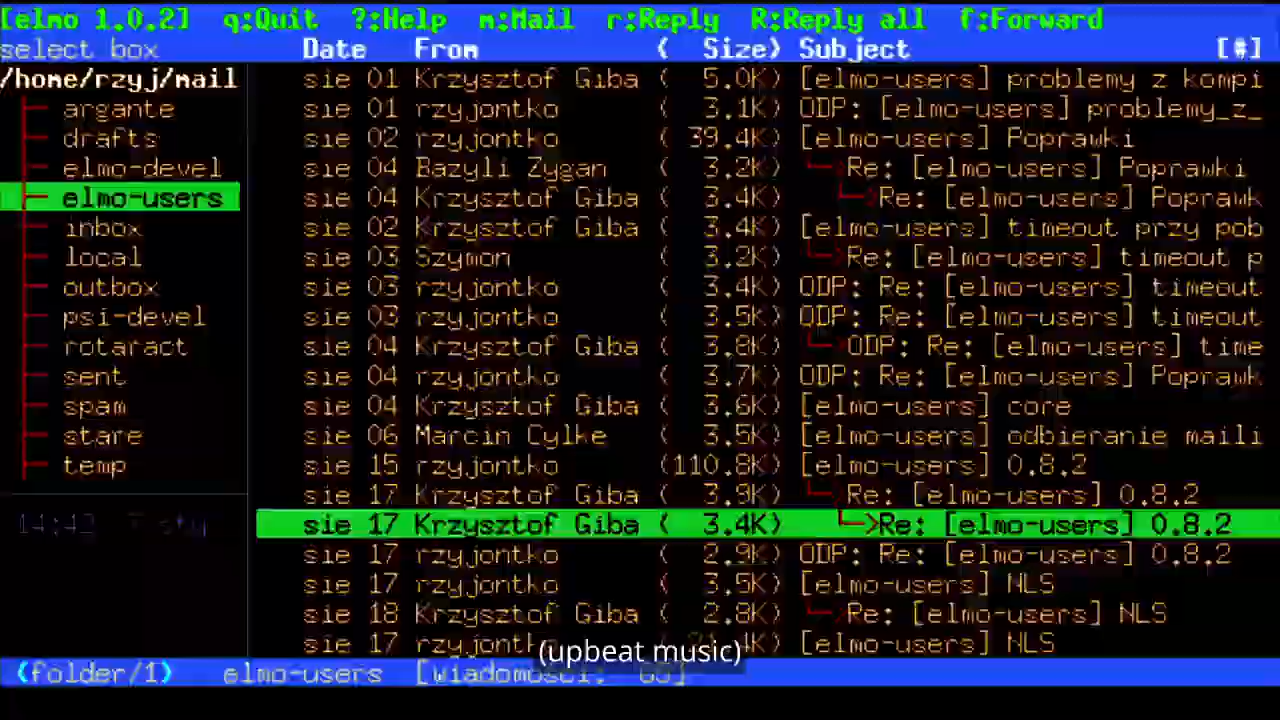 [elmo 1.0.2] q:Quit ?:Help m:Mail r:Reply R:Reply all f:Forward
select box Date From ( Size) Subject [#]
/home/rzyj/mail sie 01 Krzysztof Giba ( 5.0K) [elmo-users] problemy z kompi
argante sie 01 rzyjontko ( 3.1K) ODP: [elmo-users] problemy_z_
drafts sie 02 rzyjontko ( 39.4K) [elmo-users] Poprawki
elmo-devel sie 04 Bazyli Zygan ( 3.2K) Re: [elmo-users] Poprawki
elmo-users sie 04 Krzysztof Giba ( 3.4K) Re: [elmo-users] Poprawk
inbox sie 02 Krzysztof Giba ( 3.4K) [elmo-users] timeout przy pob
local sie 03 Szymon ( 3.2K) Re: [elmo-users] timeout p
outbox sie 03 rzyjontko ( 3.4K) ODP: Re: [elmo-users] timeout
psi-devel sie 03 rzyjontko ( 3.5K) ODP: Re: [elmo-users] timeout
rotaract sie 04 Krzysztof Giba ( 3.8K) ODP: Re: [elmo-users] time
sent sie 04 rzyjontko ( 3.7K) ODP: Re: [elmo-users] Poprawk
spam sie 04 Krzysztof Giba ( 3.6K) [elmo-users] core
stare sie 06 Marcin Cylke ( 3.5K) [elmo-users] odbieranie maili
temp sie 15 rzyjontko (110.8K) [elmo-users] 0.8.2
sie 17 Krzysztof Giba ( 3.9K) Re: [elmo-users] 0.8.2
14:42 sie 17 Krzysztof Giba ( 3.4K) >Re: [elmo-users] 0.8.2
sie 17 rzyjontko ( 2.9K) ODP: Re: [elmo-users] 0.8.2
sie 17 rzyjontko ( 3.5K) [elmo-users] NLS
sie 18 Krzysztof Giba ( 2.8K) Re: [elmo-users] NLS
sie 17 [elmo-users] NLS
(upbeat music)
(folder/1) elmo-users [wiadomości: